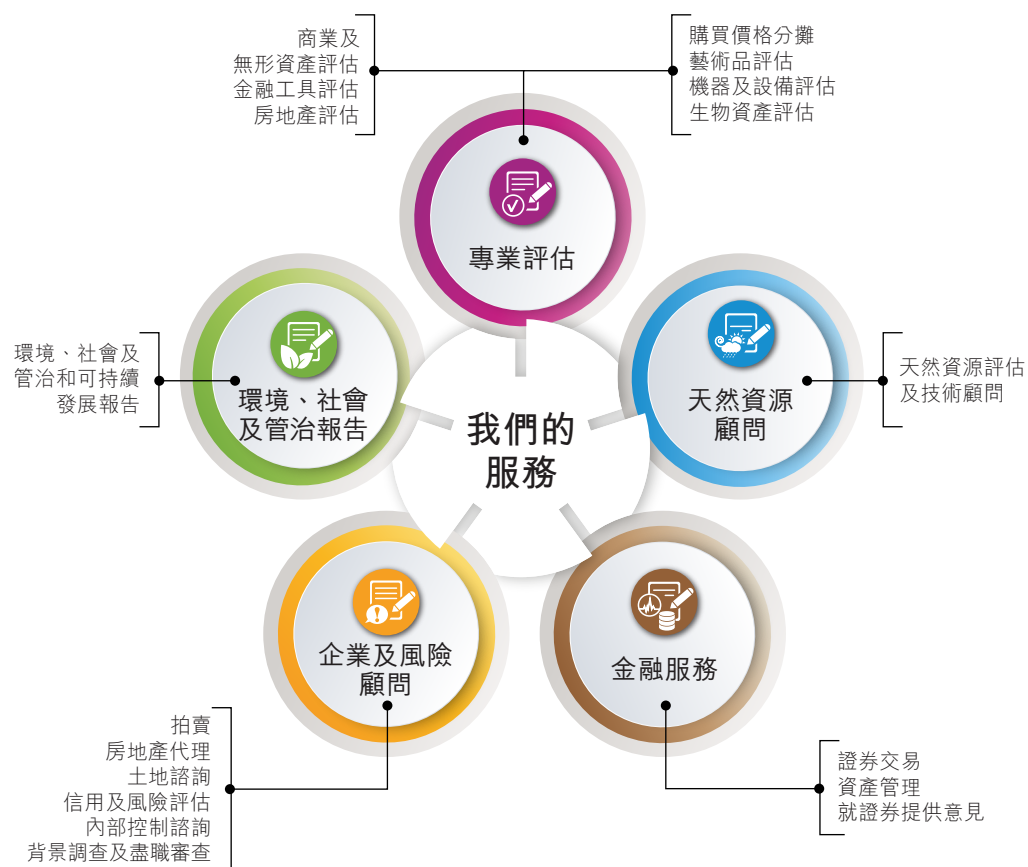 商業及
無形資產評估
金融工具評估
房地產評估
購買價格分攤
藝術品評估
機器及設備評估
生物資產評估
專業評估
環境、社會及
管治和可持續
發展報告
環境、社會
及管治報告
我們的
服務
天然資源
顧問
天然資源評估
及技術顧問
企業及風險
顧問
金融服務
拍賣
房地產代理
土地諮詢
信用及風險評估
內部控制諮詢
背景調查及盡職審查
證券交易
資產管理
就證券提供意見